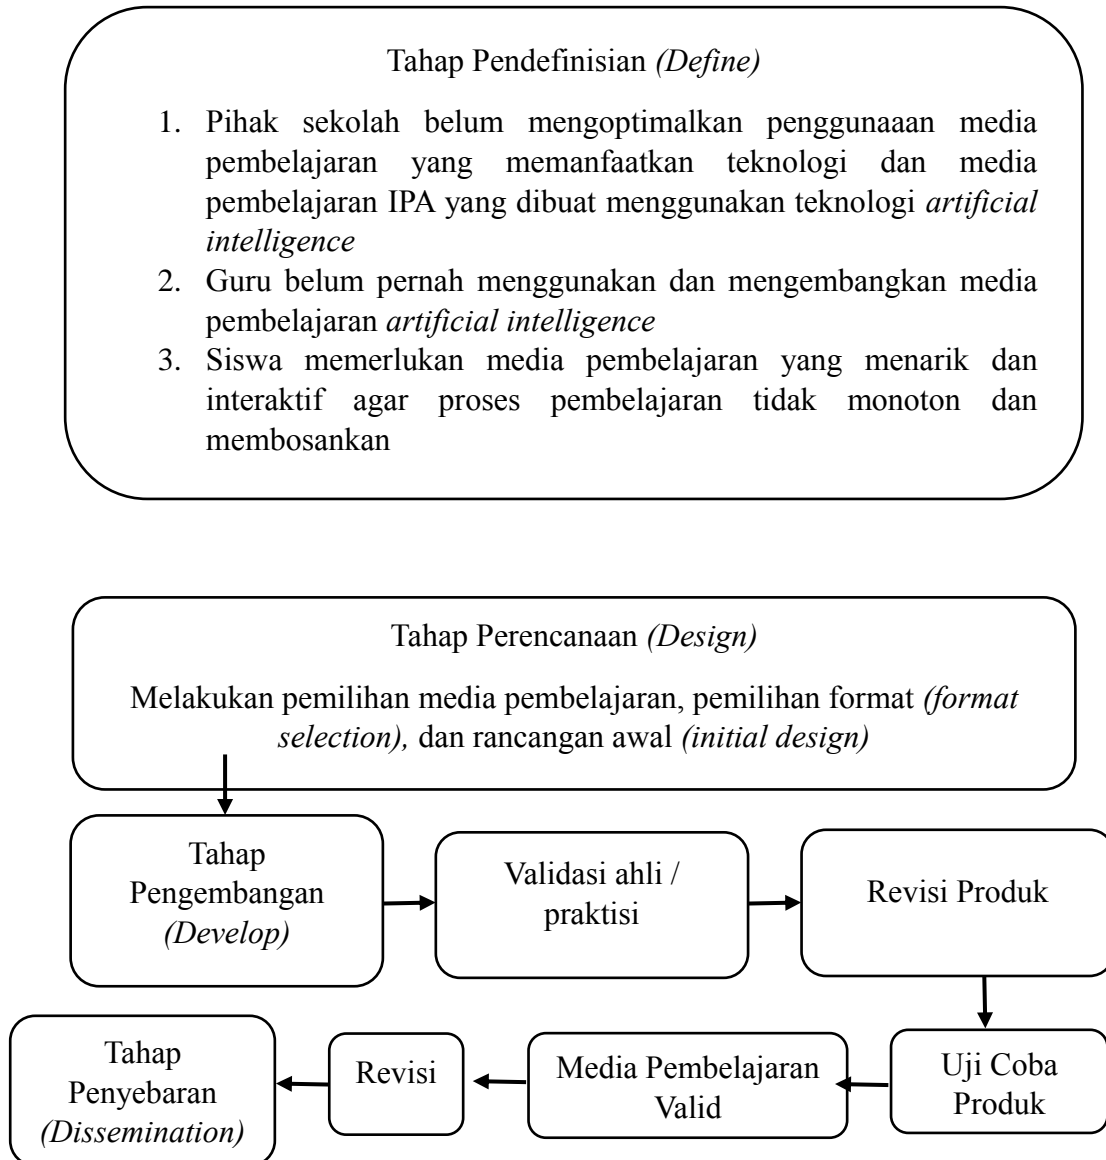 Tahap Pendefinisian (Define)
1. Pihak sekolah belum mengoptimalkan penggunaaan media
pembelajaran yang memanfaatkan teknologi dan media
pembelajaran IPA yang dibuat menggunakan teknologi artificial
intelligence
2. Guru belum pernah menggunakan dan mengembangkan media
pembelajaran artificial intelligence
3. Siswa memerlukan media pembelajaran yang menarik dan
interaktif agar proses pembelajaran tidak monoton dan
membosankan
Tahap Perencanaan (Design)
Melakukan pemilihan media pembelajaran, pemilihan format (format
selection), dan rancangan awal (initial design)
Tahap
Pengembangan
(Develop)
Validasi ahli /
praktisi
Revisi Produk
Uji Coba
Produk
Media Pembelajaran
Valid
Revisi
Tahap
Penyebaran
(Dissemination)